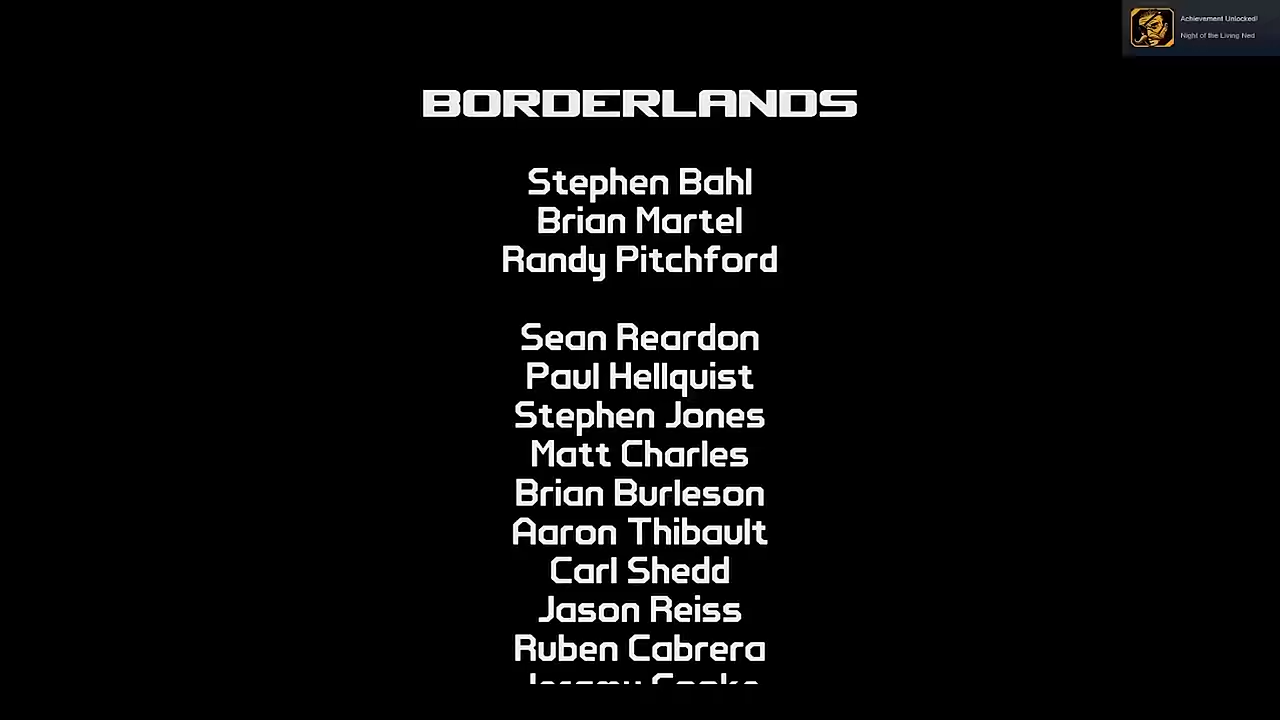 Achievement Unlocked!
Night of the Living Ned
BORDERLANDS
Stephen Bahl
Brian Martel
Randy Pitchford
Sean Reardon
Paul Hellquist
Stephen Jones
Matt Charles
Brian Burleson
Aaron Thibault
Carl Shedd
Jason Reiss
Ruben Cabrera